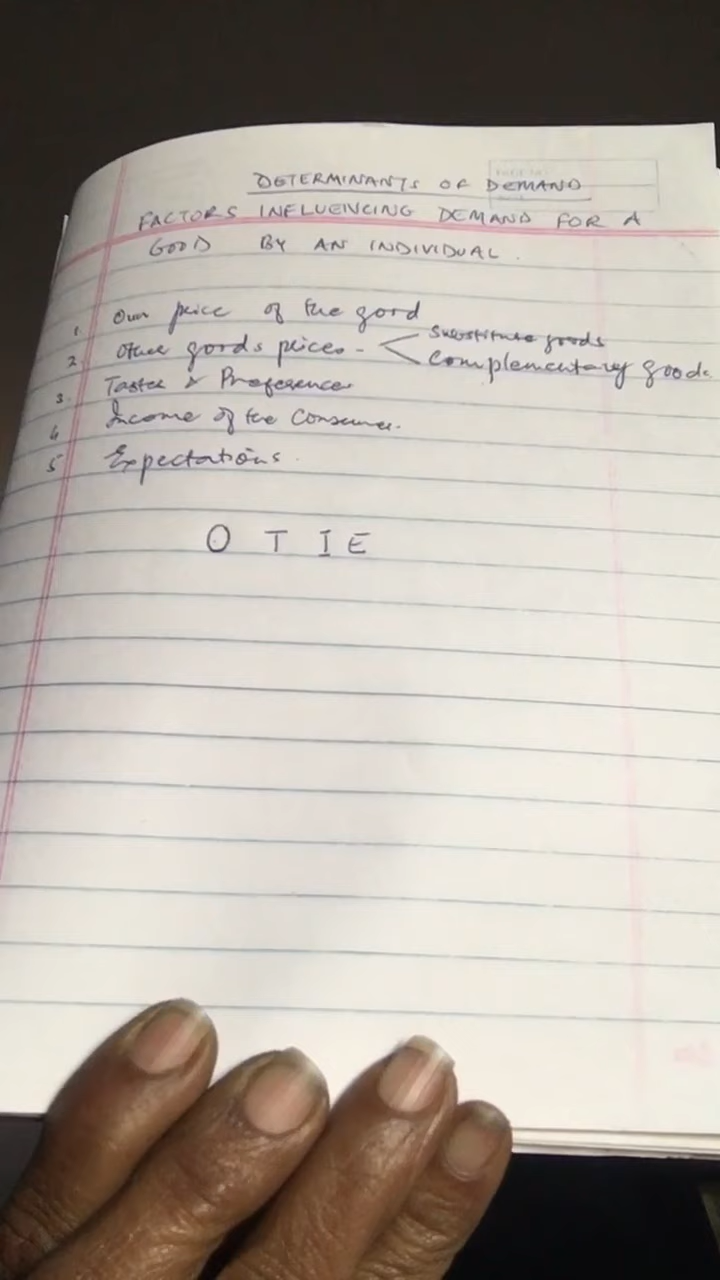 DETERMINANTS OF DEMAND
FACTORS INFLUENCING DEMAND FOR A
GOOD BY AN INDIVIDUAL.
1. Own price of the good
2. Other goods prices - Substitute goods
Complementary goods.
3. Tastes & Preferences
4 Income of the Consumer.
5 Expectations.
O T I E